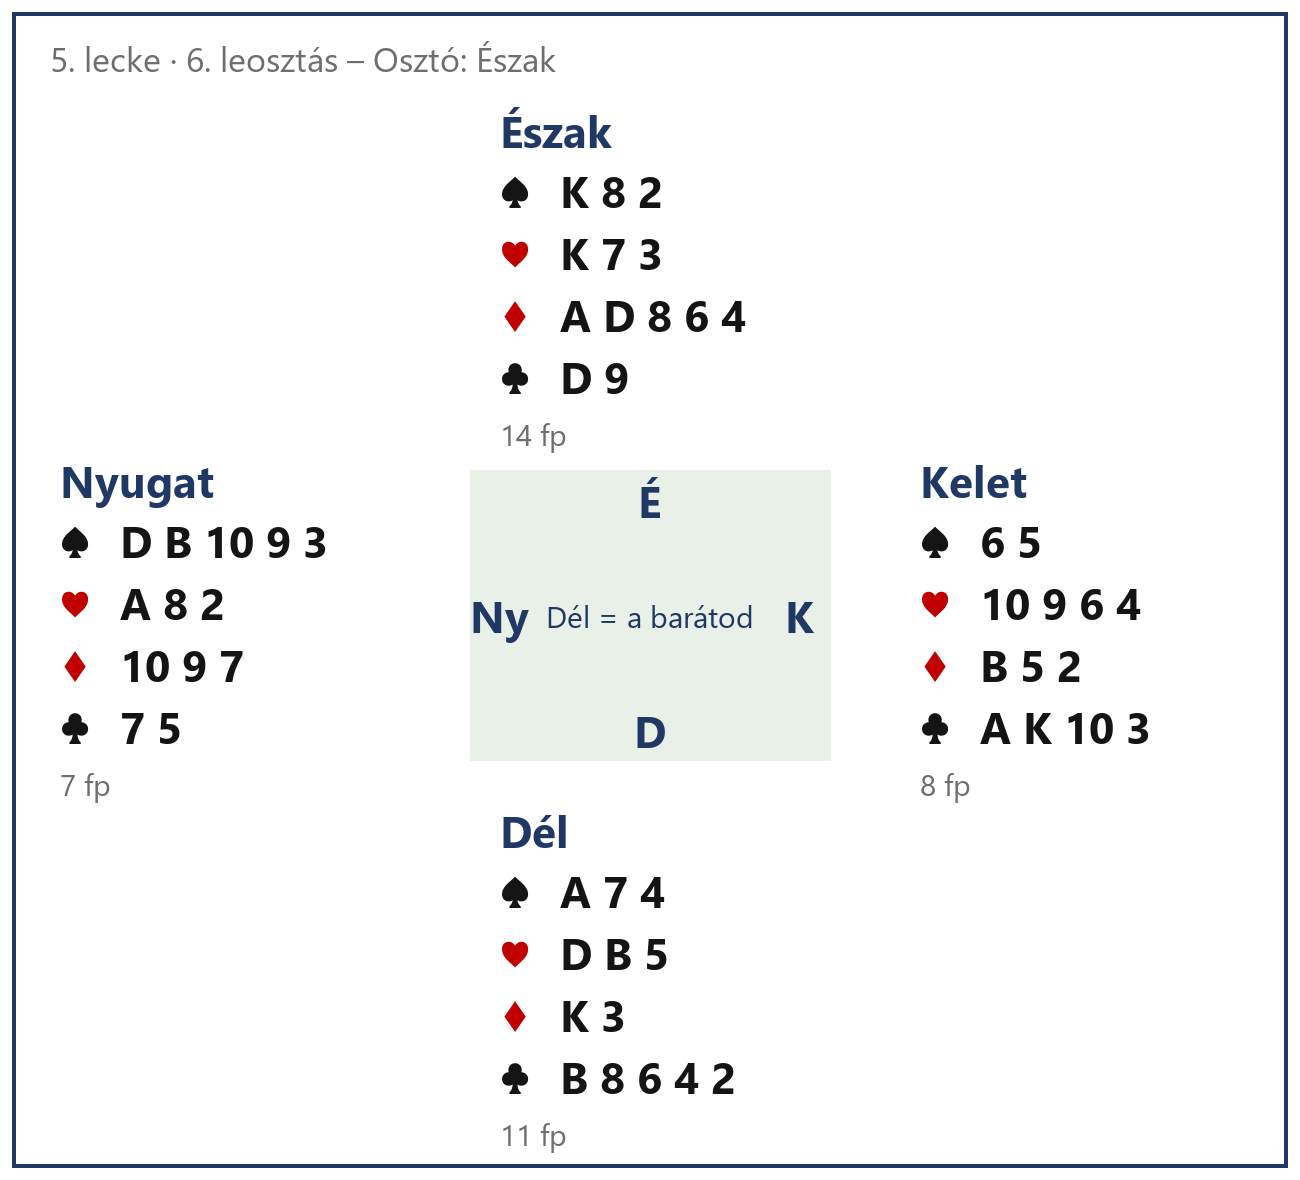 5. lecke · 6. leosztás – Osztó: Észak
Észak
♠ K 8 2
♥ K 7 3
♦ A D 8 6 4
♣ D 9
14 fp
Nyugat
♠ D B 10 9 3
♥ A 8 2
♦ 10 9 7
♣ 7 5
7 fp
É
Ny Dél = a barátod K
D
Kelet
♠ 6 5
♥ 10 9 6 4
♦ B 5 2
♣ A K 10 3
8 fp
Dél
♠ A 7 4
♥ D B 5
♦ K 3
♣ B 8 6 4 2
11 fp